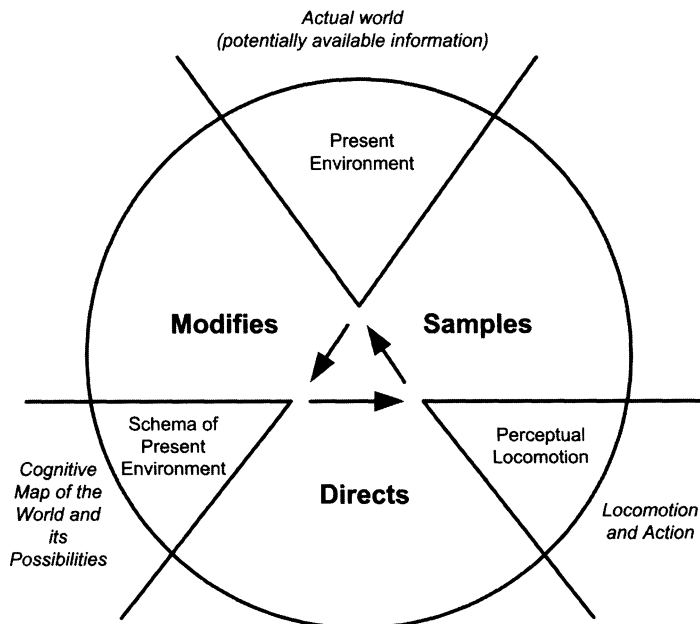 Actual world
(potentially available information)
Present
Environment
Modifies
Samples
Schema of
Present
Environment
Perceptual
Locomotion
Cognitive
Map of the
World and
its
Possibilities
Directs
Locomotion
and Action